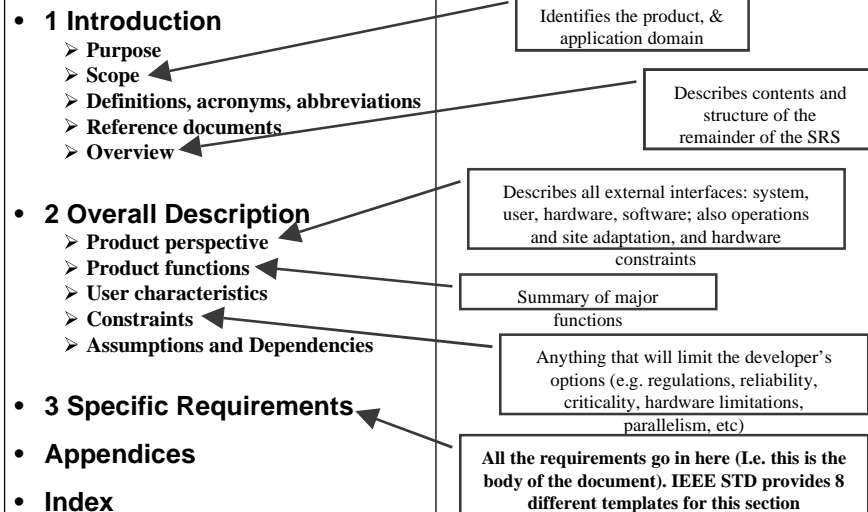 • 1 Introduction
➢ Purpose
➢ Scope
➢ Definitions, acronyms, abbreviations
➢ Reference documents
➢ Overview
• 2 Overall Description
➢ Product perspective
➢ Product functions
➢ User characteristics
➢ Constraints
➢ Assumptions and Dependencies
• 3 Specific Requirements
• Appendices
• Index
Identifies the product, &
application domain
Describes contents and
structure of the
remainder of the SRS
Describes all external interfaces: system,
user, hardware, software; also operations
and site adaptation, and hardware
constraints
Summary of major
functions
Anything that will limit the developer’s
options (e.g. regulations, reliability,
criticality, hardware limitations,
parallelism, etc)
All the requirements go in here (I.e. this is the
body of the document). IEEE STD provides 8
different templates for this section